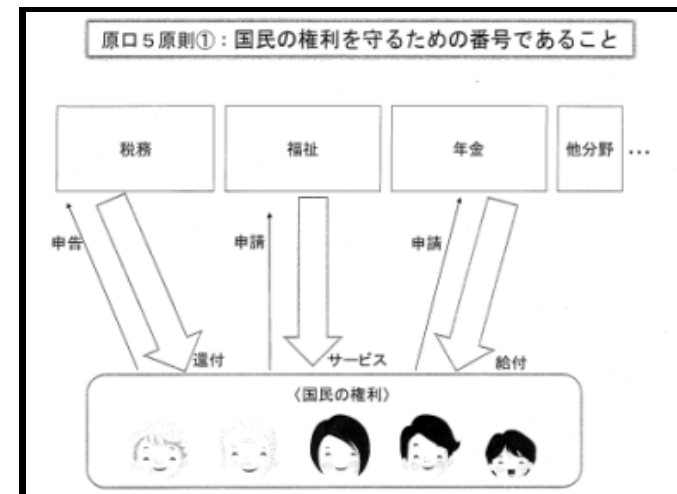 原口5原則①：国民の権利を守るための番号であること
税務
福祉
年金
他分野
…
申告
申請
申請
還付
サービス
給付
〈国民の権利〉